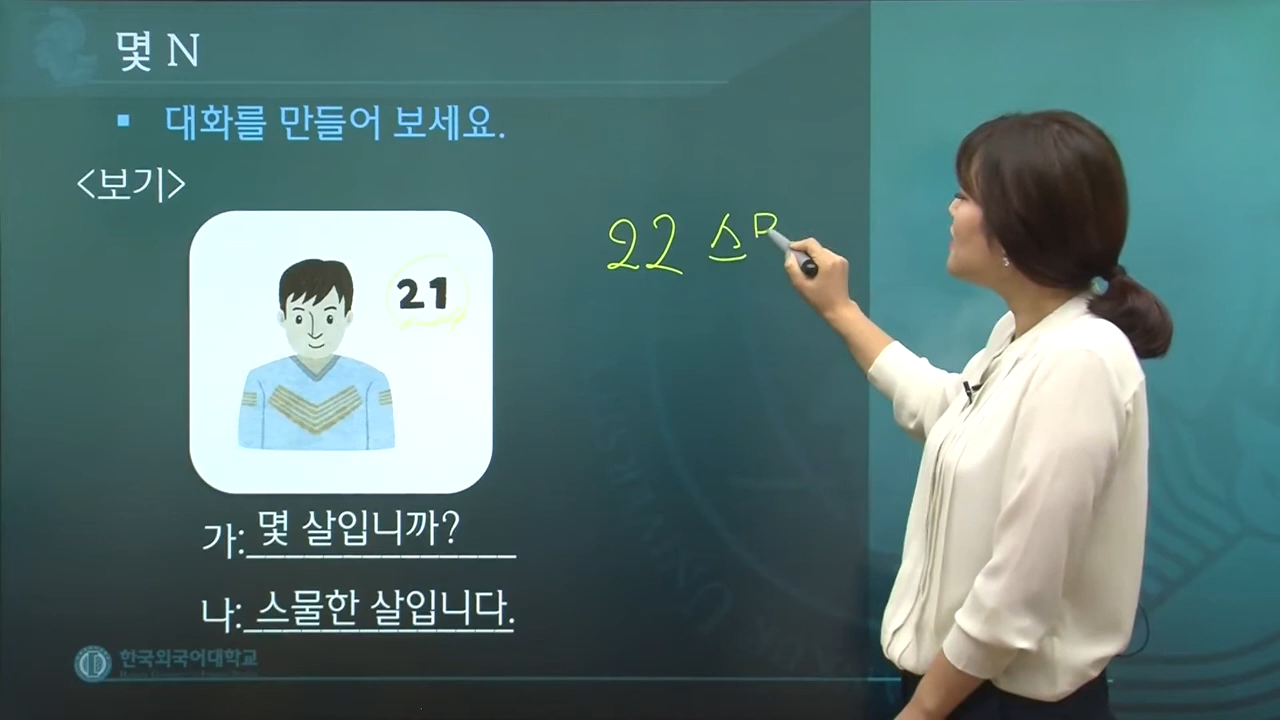 몇 N
▪ 대화를 만들어 보세요.
<보기>
22 스ㅁ
21
가: 몇 살입니까?
나: 스물한 살입니다.
한국외국어대학교